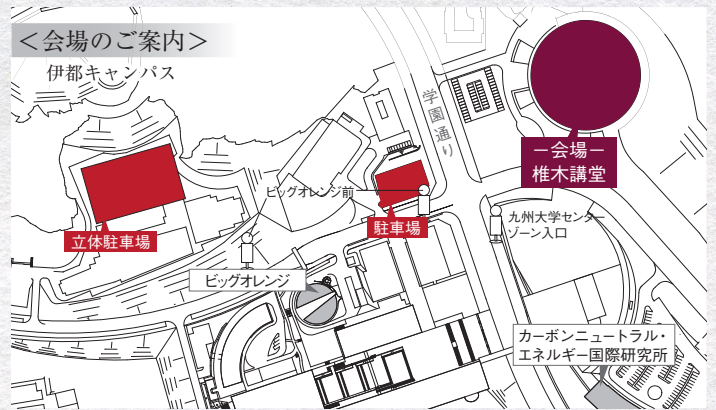 ＜会場のご案内＞
伊都キャンパス
学園通り
－会場－
椎木講堂
ビッグオレンジ前
九州大学センター
ゾーン入口
駐車場
立体駐車場
ビッグオレンジ
カーボンニュートラル・
エネルギー国際研究所